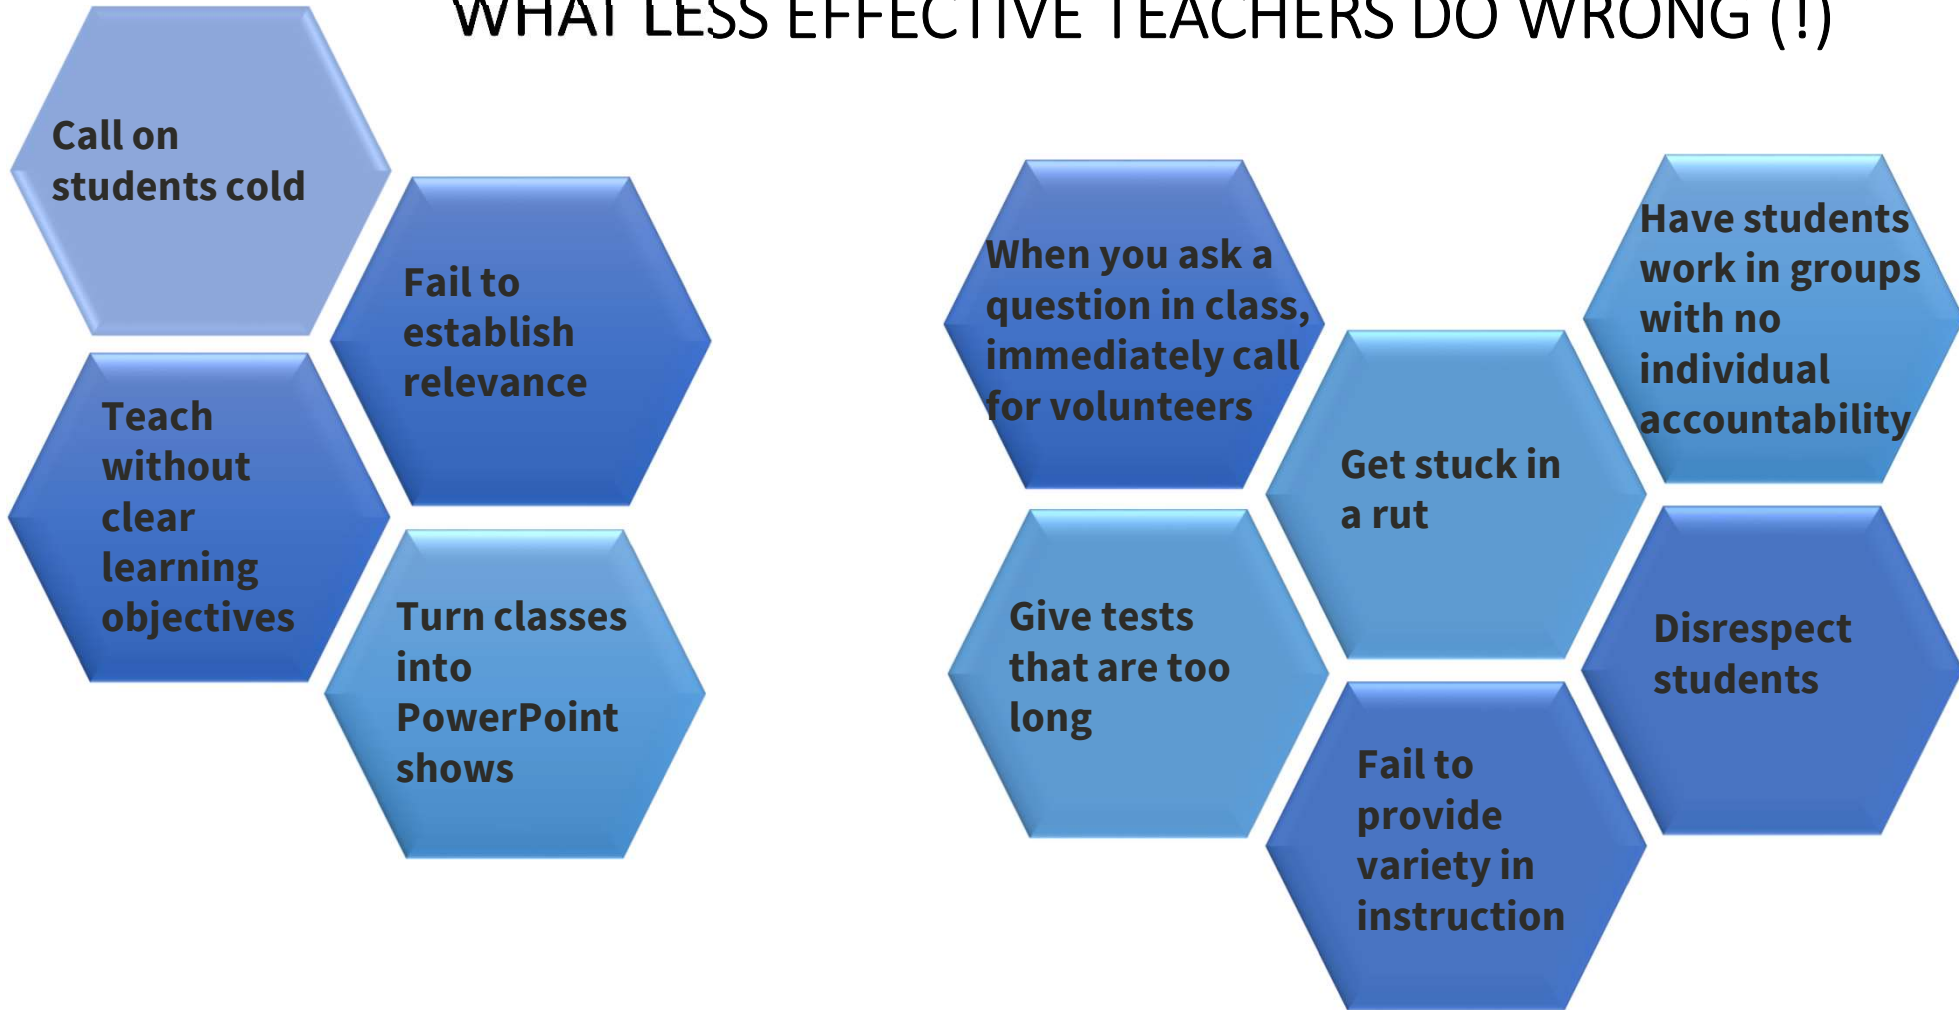 WHAT LESS EFFECTIVE TEACHERS DO WRONG (!)
Call on
students cold
Fail to
establish
relevance
Teach
without
clear
learning
objectives
Turn classes
into
PowerPoint
shows
When you ask a
question in class,
immediately call
for volunteers
Have students
work in groups
with no
individual
accountability
Get stuck in
a rut
Give tests
that are too
long
Disrespect
students
Fail to
provide
variety in
instruction